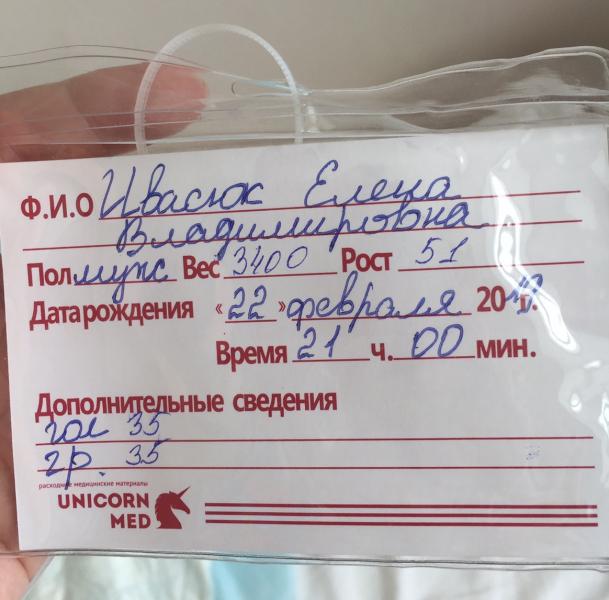 Ф.И.О Ивасюк Елена
Владимировна
Пол муж Вес 3400 Рост 51
Дата рождения «22» февраля 20 г.
Время 21 ч. 00 мин.
Дополнительные сведения
гол 35
гр. 35
расходные медицинские материалы
UNICORN
MED